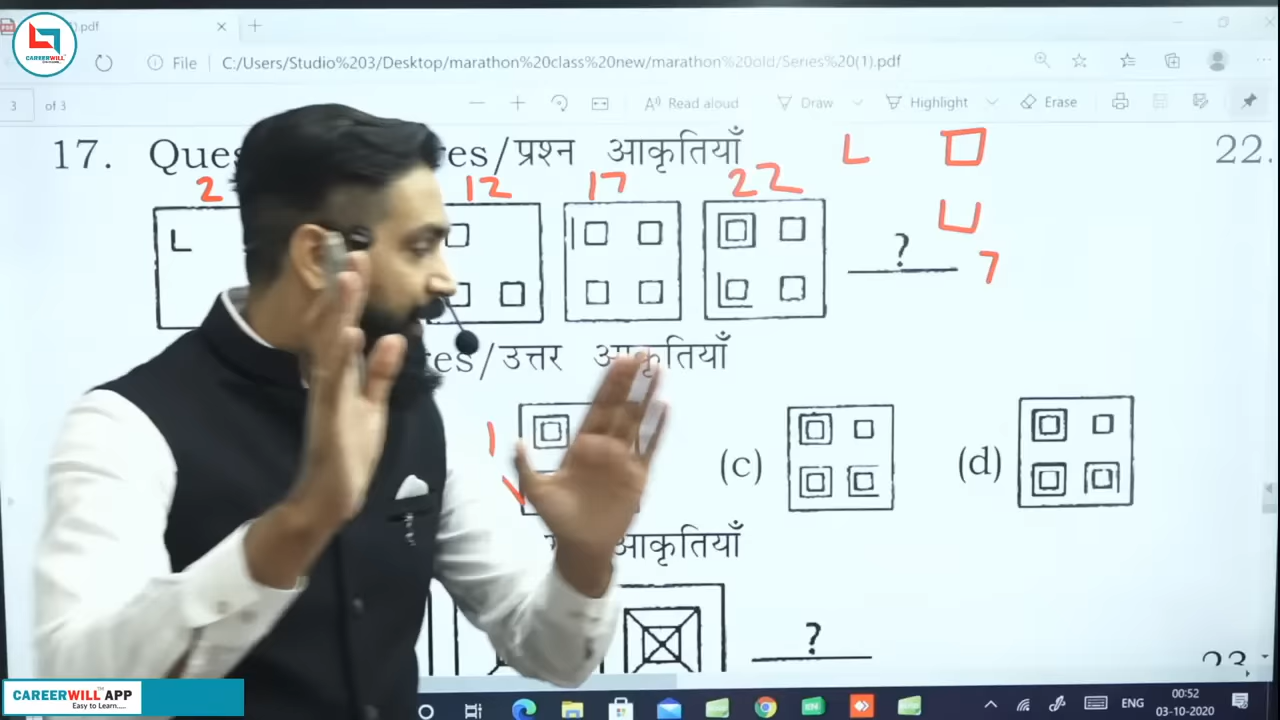 .pdf
CAREERWILL
File C:/Users/Studio%203/Desktop/marathon%20class%20new/marathon%20old/Series%20(1).pdf
3 of 3 Read aloud Draw Highlight Erase
17. Ques res/प्रश्न आकृतियाँ 22.
2 12 17 22
? 7
es/उत्तर आकृतियाँ
(c) (d)
आकृतियाँ
?
23
CAREERWILL APP
Easy to Learn.....
ENG 00:52
03-10-2020